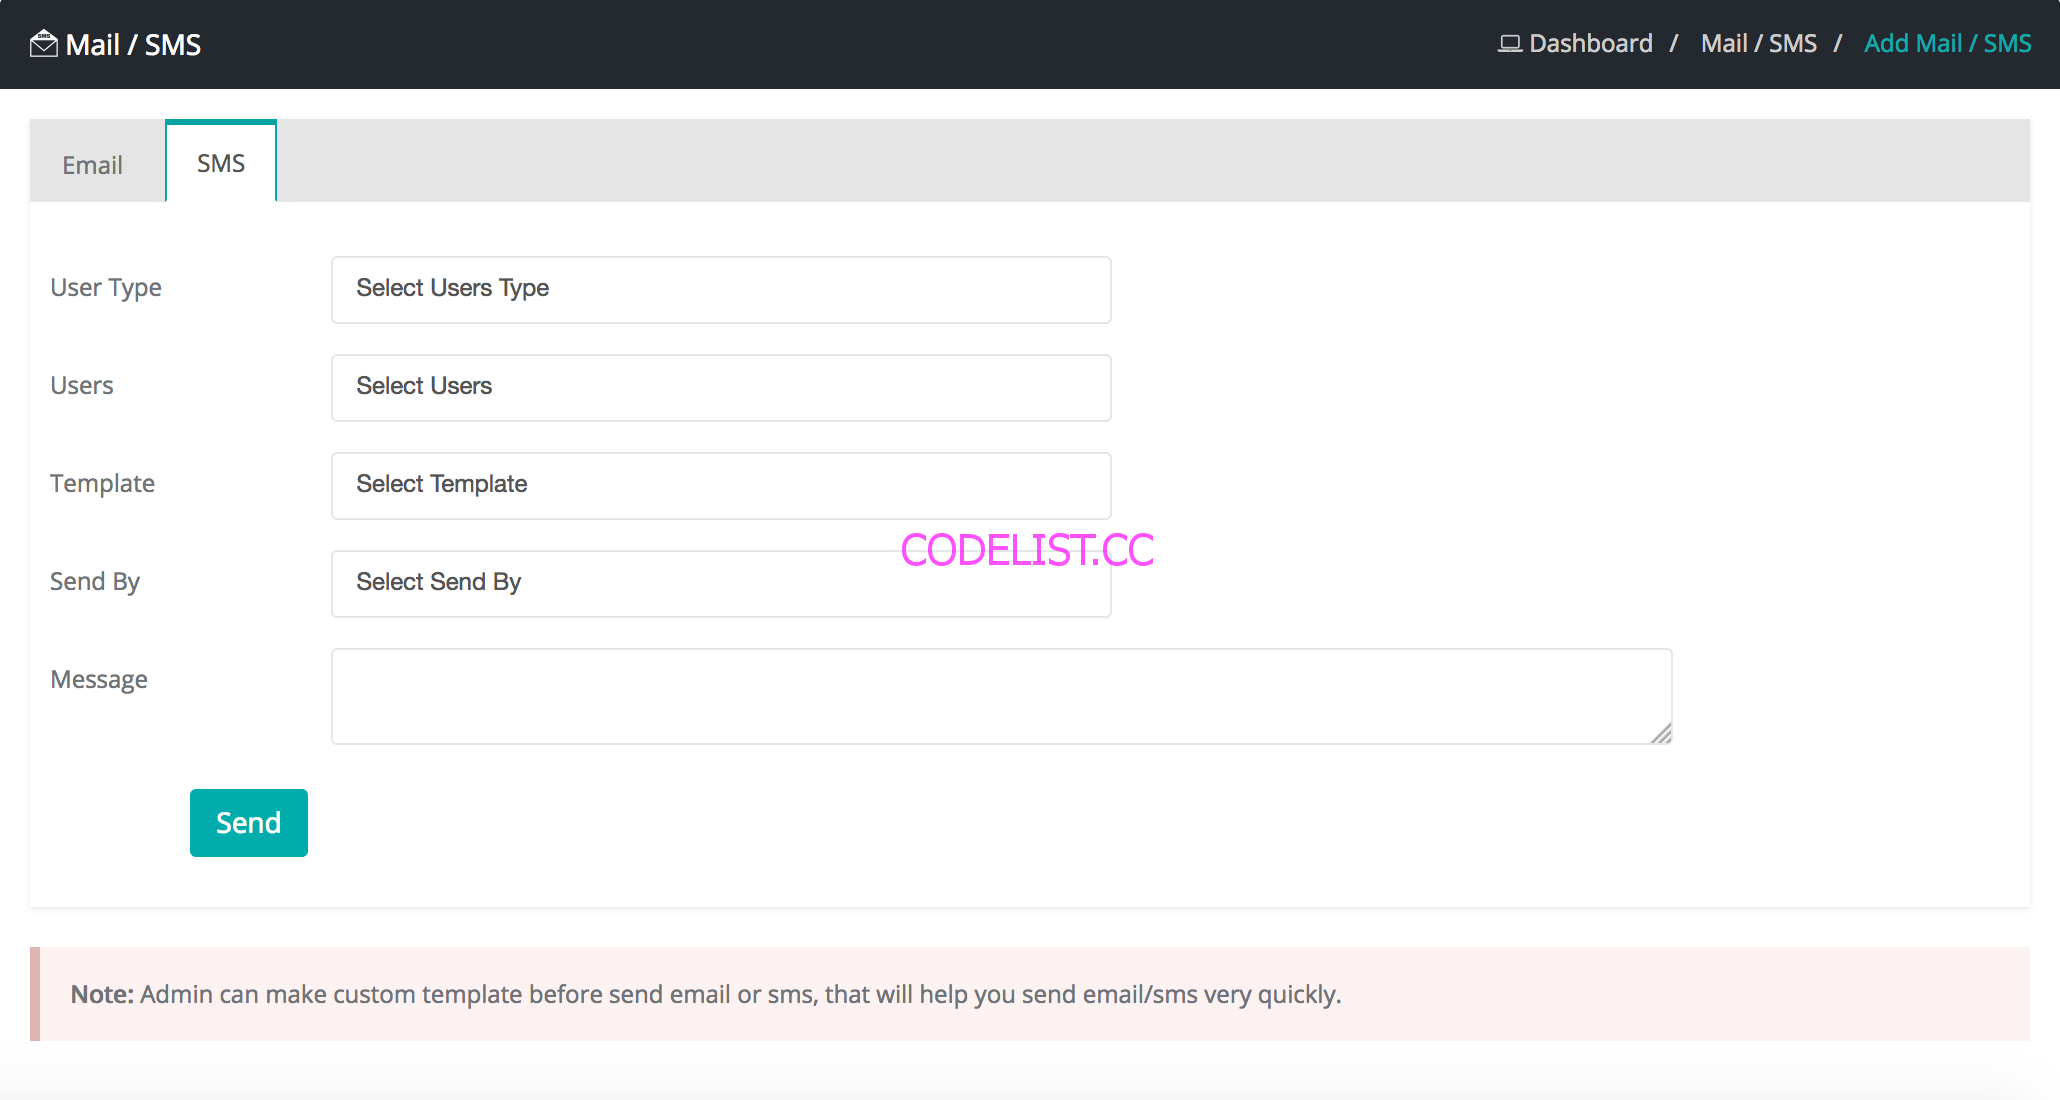 Mail / SMS
Dashboard / Mail / SMS / Add Mail / SMS
Email
SMS
User Type
Select Users Type
Users
Select Users
Template
Select Template
CODELIST.CC
Send By
Select Send By
Message
Send
Note: Admin can make custom template before send email or sms, that will help you send email/sms very quickly.